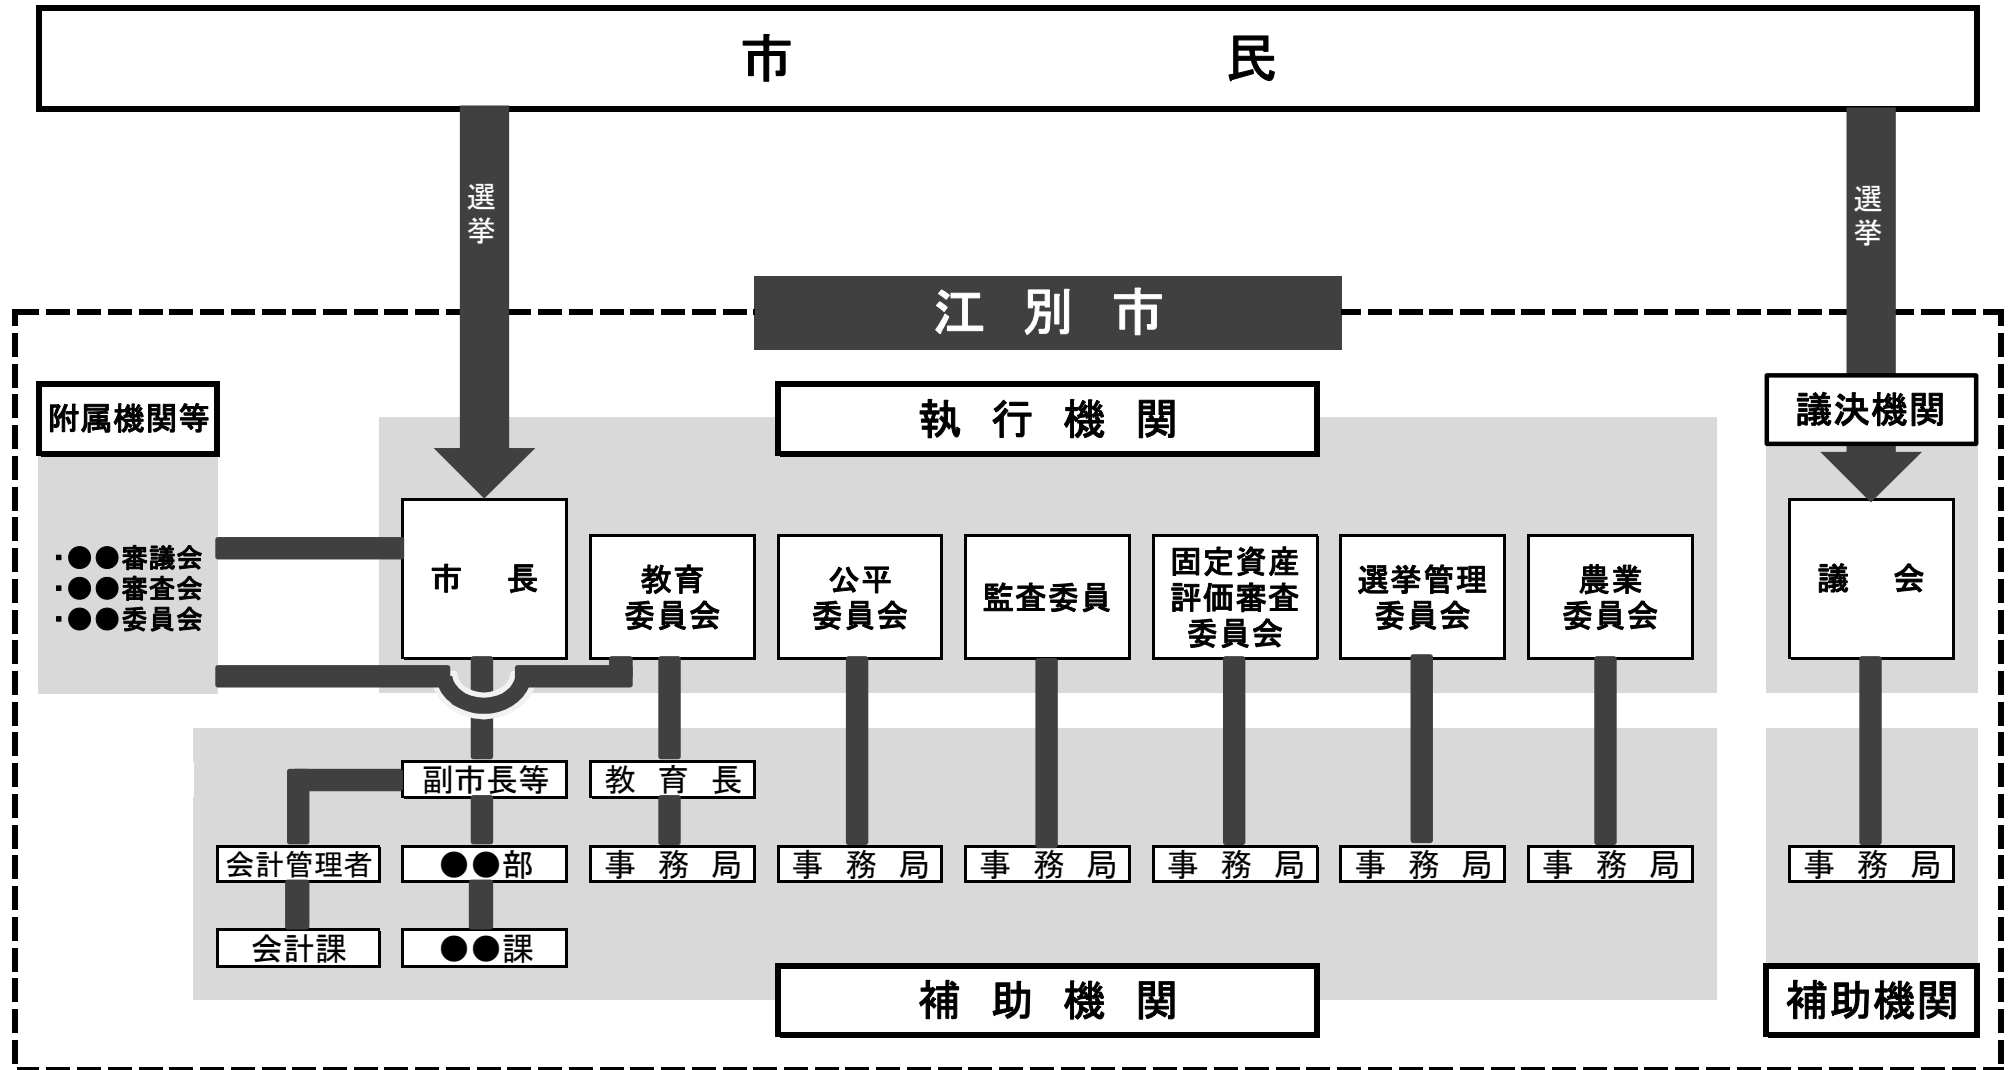 市 民
選挙
選挙
江別市
附属機関等
執行機関
議決機関
・●●審議会
・●●審査会
・●●委員会
市 長
教育
委員会
公平
委員会
監査委員
固定資産
評価審査
委員会
選挙管理
委員会
農業
委員会
議 会
副市長等
教育長
会計管理者
●●部
事務局
事務局
事務局
事務局
事務局
事務局
事務局
会計課
●●課
補助機関
補助機関